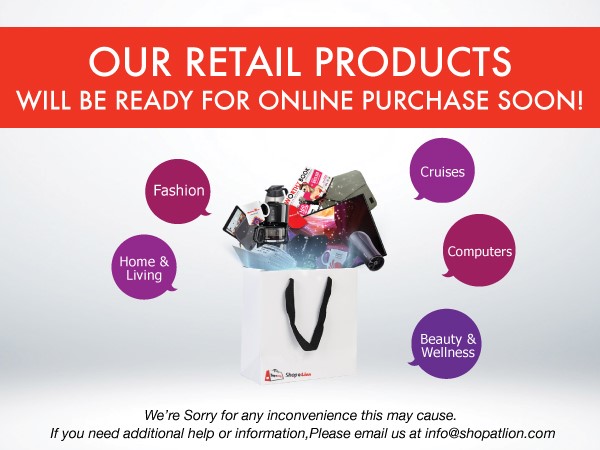 OUR RETAIL PRODUCTS
WILL BE READY FOR ONLINE PURCHASE SOON!
Cruises
Fashion
Computers
Home &
Living
Beauty &
Wellness
We're Sorry for any inconvenience this may cause.
If you need additional help or information,Please email us at info@shopatlion.com